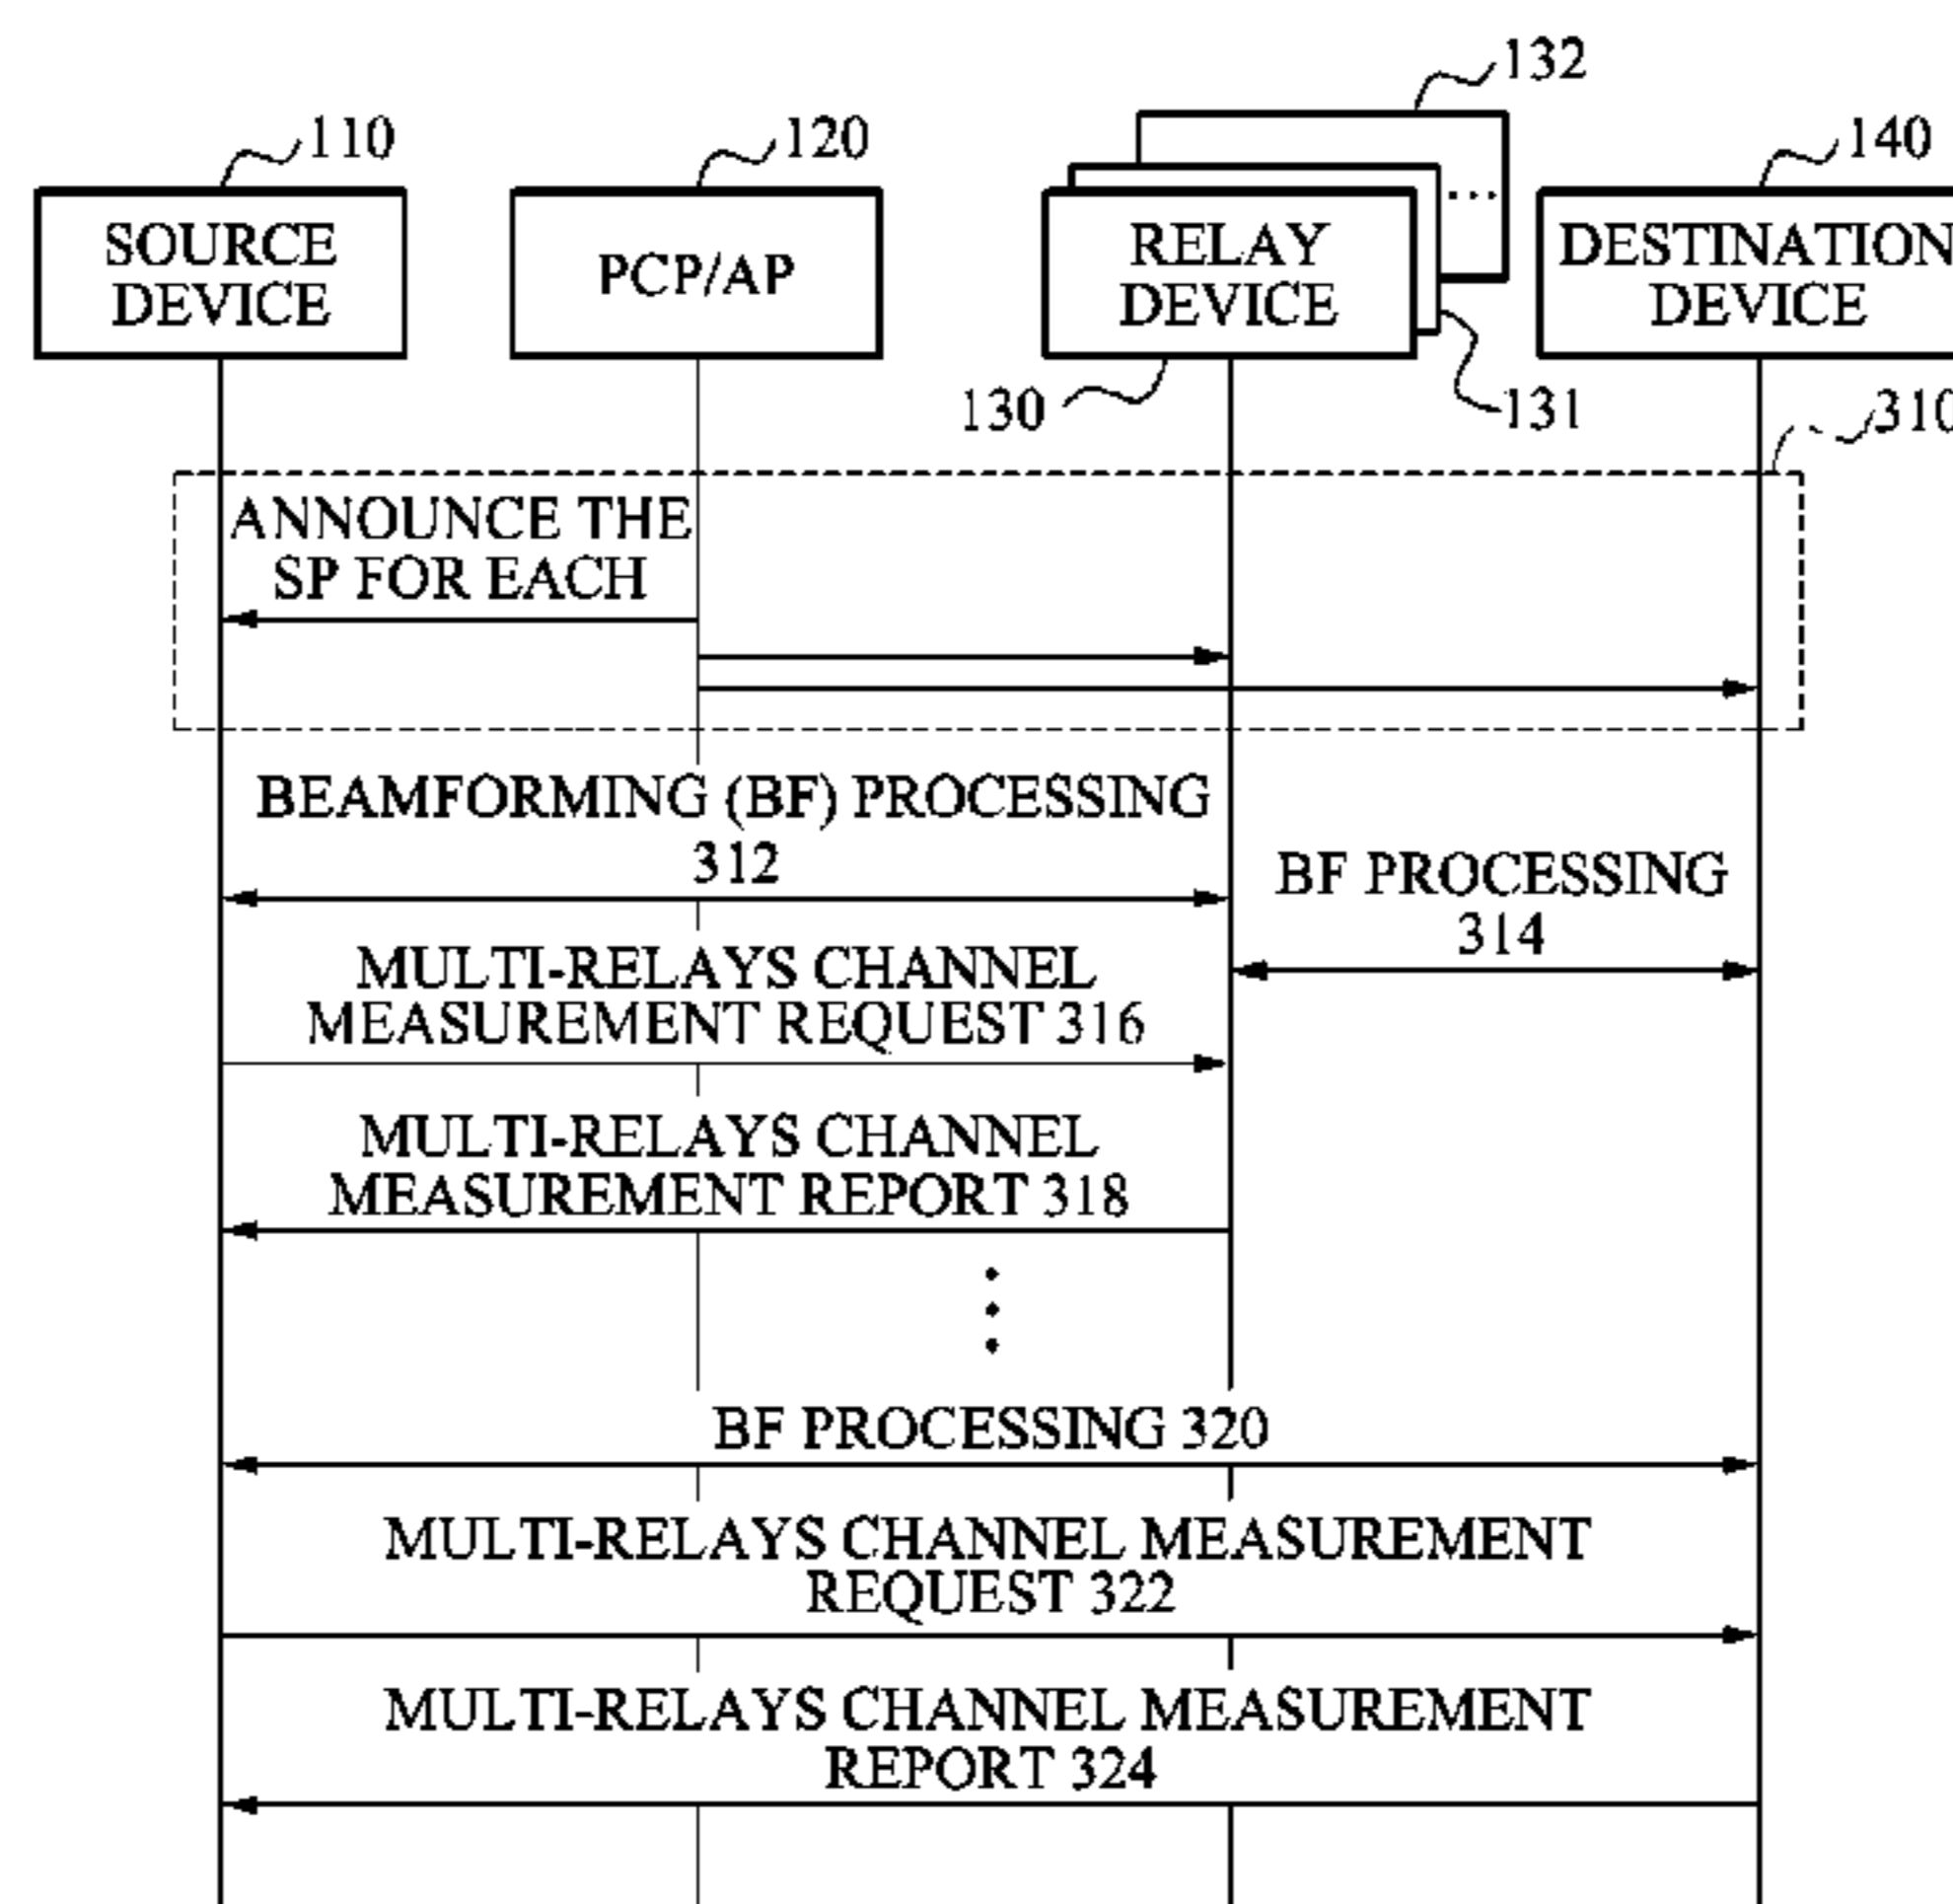 132
110
120
140
SOURCE
DEVICE
PCP/AP
RELAY
DEVICE
...
DESTINATION
DEVICE
130
131
310
ANNOUNCE THE
SP FOR EACH
BEAMFORMING (BF) PROCESSING
312
BF PROCESSING
314
MULTI-RELAYS CHANNEL
MEASUREMENT REQUEST 316
MULTI-RELAYS CHANNEL
MEASUREMENT REPORT 318
BF PROCESSING 320
MULTI-RELAYS CHANNEL MEASUREMENT
REQUEST 322
MULTI-RELAYS CHANNEL MEASUREMENT
REPORT 324